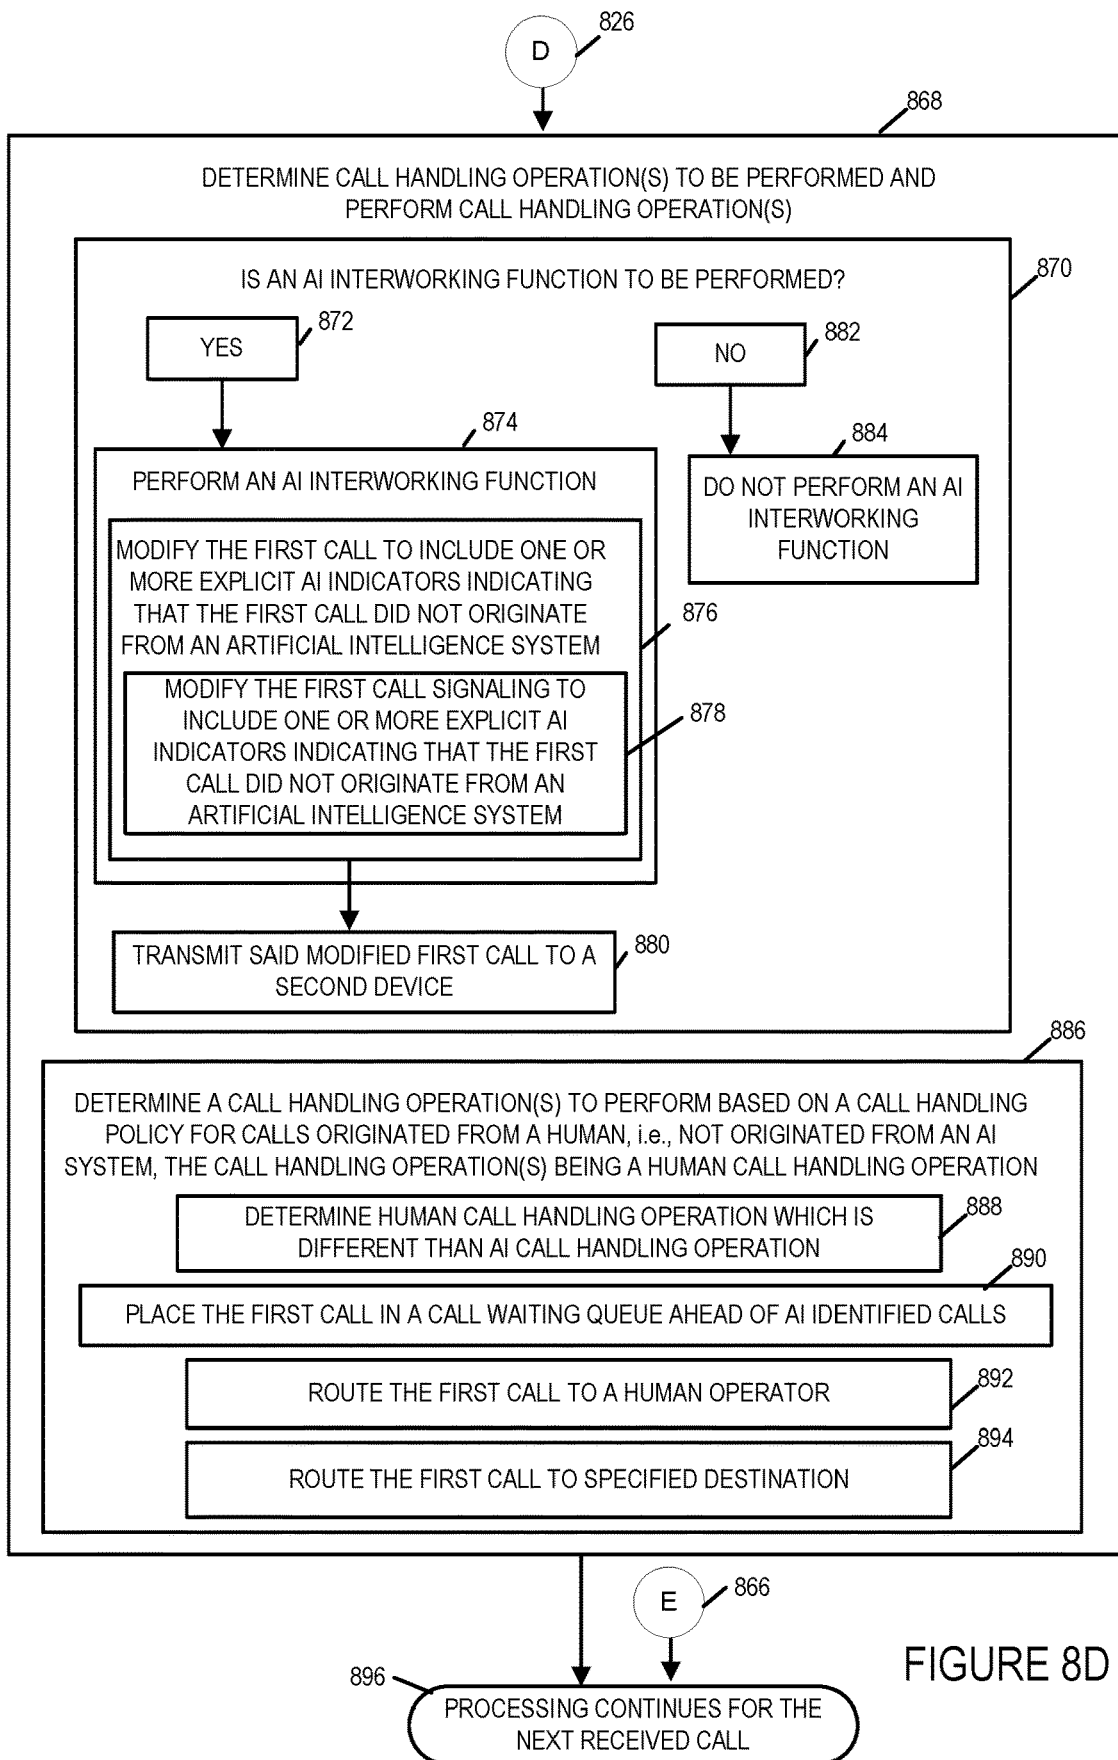 D
826
868
DETERMINE CALL HANDLING OPERATION(S) TO BE PERFORMED AND
PERFORM CALL HANDLING OPERATION(S)
870
IS AN AI INTERWORKING FUNCTION TO BE PERFORMED?
872
YES
882
NO
874
PERFORM AN AI INTERWORKING FUNCTION
884
DO NOT PERFORM AN AI
INTERWORKING
FUNCTION
MODIFY THE FIRST CALL TO INCLUDE ONE OR
MORE EXPLICIT AI INDICATORS INDICATING
THAT THE FIRST CALL DID NOT ORIGINATE
FROM AN ARTIFICIAL INTELLIGENCE SYSTEM
876
MODIFY THE FIRST CALL SIGNALING TO
INCLUDE ONE OR MORE EXPLICIT AI
INDICATORS INDICATING THAT THE FIRST
CALL DID NOT ORIGINATE FROM AN
ARTIFICIAL INTELLIGENCE SYSTEM
878
TRANSMIT SAID MODIFIED FIRST CALL TO A
SECOND DEVICE
880
886
DETERMINE A CALL HANDLING OPERATION(S) TO PERFORM BASED ON A CALL HANDLING
POLICY FOR CALLS ORIGINATED FROM A HUMAN, i.e., NOT ORIGINATED FROM AN AI
SYSTEM, THE CALL HANDLING OPERATION(S) BEING A HUMAN CALL HANDLING OPERATION
DETERMINE HUMAN CALL HANDLING OPERATION WHICH IS
DIFFERENT THAN AI CALL HANDLING OPERATION
888
890
PLACE THE FIRST CALL IN A CALL WAITING QUEUE AHEAD OF AI IDENTIFIED CALLS
ROUTE THE FIRST CALL TO A HUMAN OPERATOR
892
ROUTE THE FIRST CALL TO SPECIFIED DESTINATION
894
E
866
FIGURE 8D
896
PROCESSING CONTINUES FOR THE
NEXT RECEIVED CALL